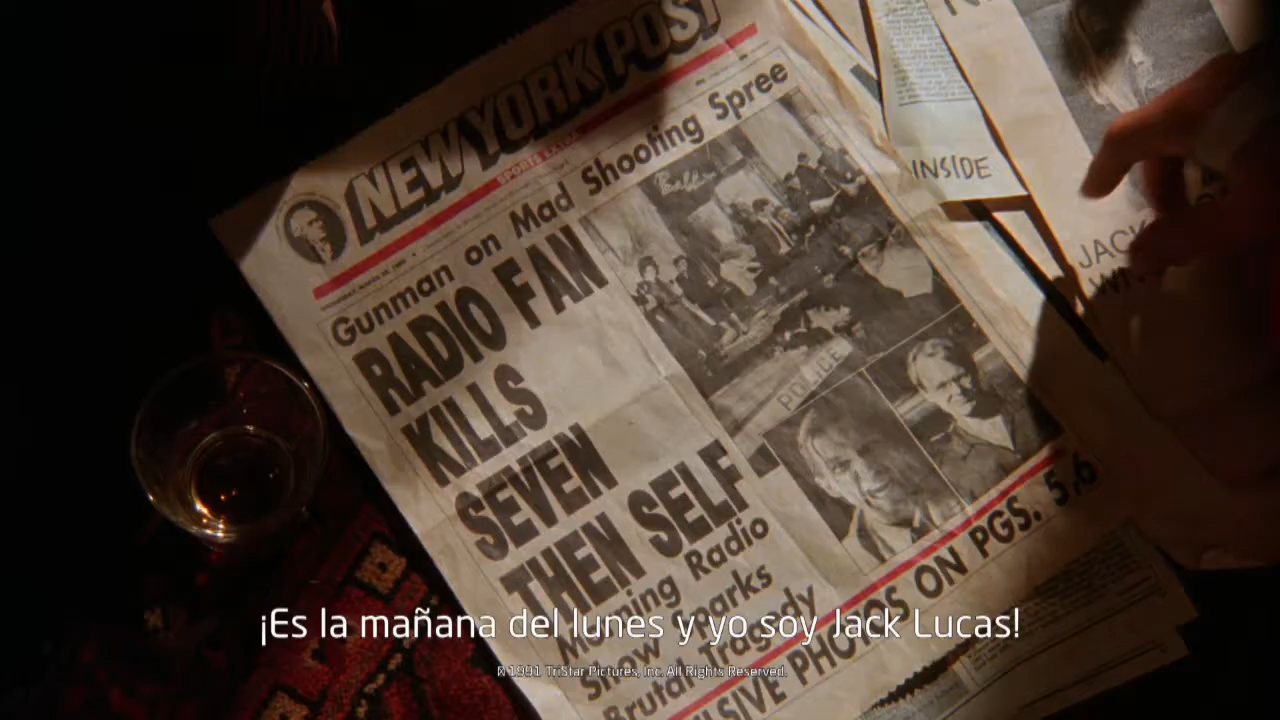 NEW YORK POST
SPORTS EXTRA
Gunman on Mad Shooting Spree
RADIO FAN
KILLS
SEVEN
THEN SELF
Morning Radio
Show Sparks
Brutal Tragedy
PHOTOS ON PGS. 5,6
POLICE
INSIDE
JACK
¡Es la mañana del lunes y yo soy Jack Lucas!
© 1991 TriStar Pictures, Inc. All Rights Reserved.